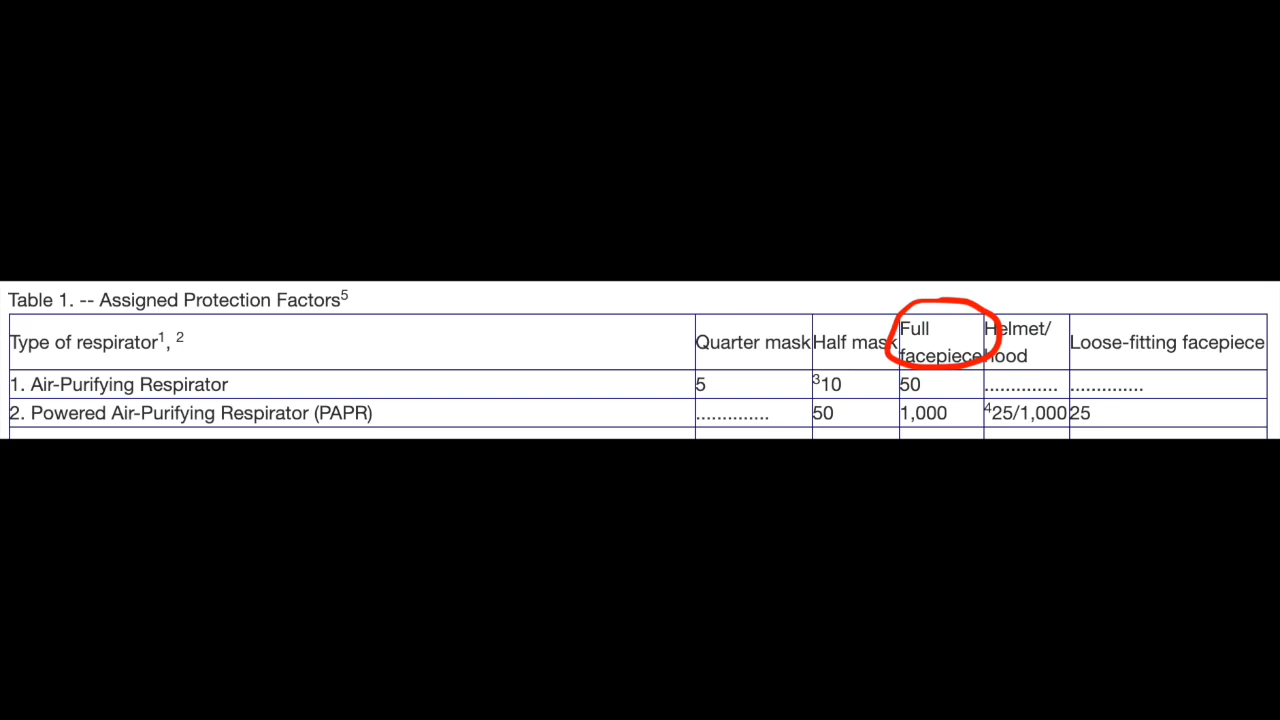 Table 1. -- Assigned Protection Factors⁵
Type of respirator¹, ² Quarter mask Half mask Full facepiece Helmet/hood Loose-fitting facepiece
1. Air-Purifying Respirator 5 ³10 50 ............. .............
2. Powered Air-Purifying Respirator (PAPR) ............. 50 1,000 ⁴25/1,000 25